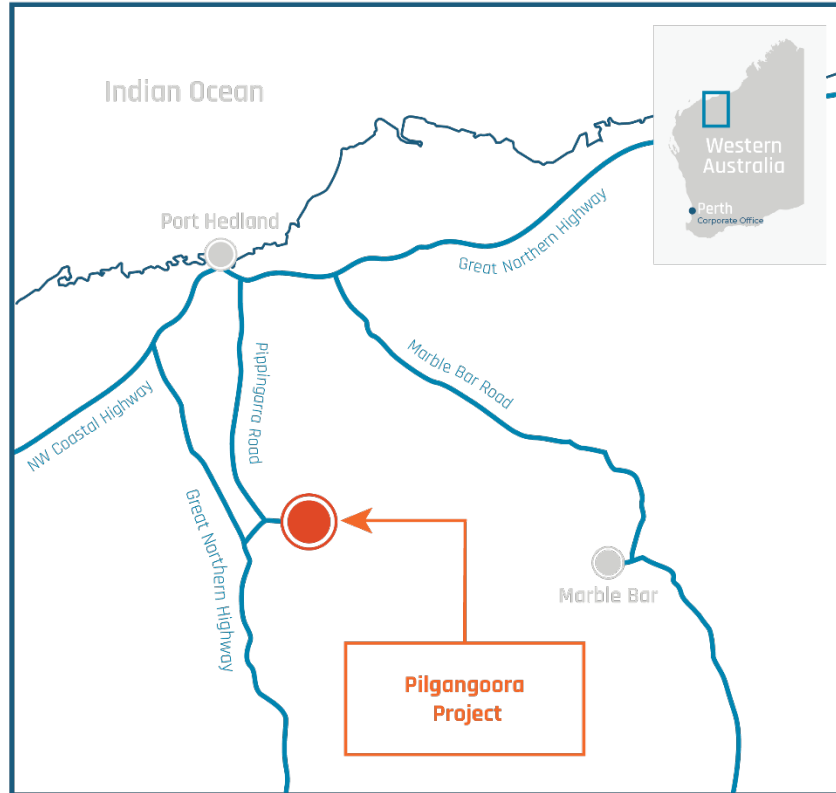 Indian Ocean
Western
Australia
Perth
Corporate Office
Port Hedland
Great Northern Highway
Pippingarra Road
Marble Bar Road
NW Coastal Highway
Great Northern Highway
Marble Bar
Pilgangoora
Project